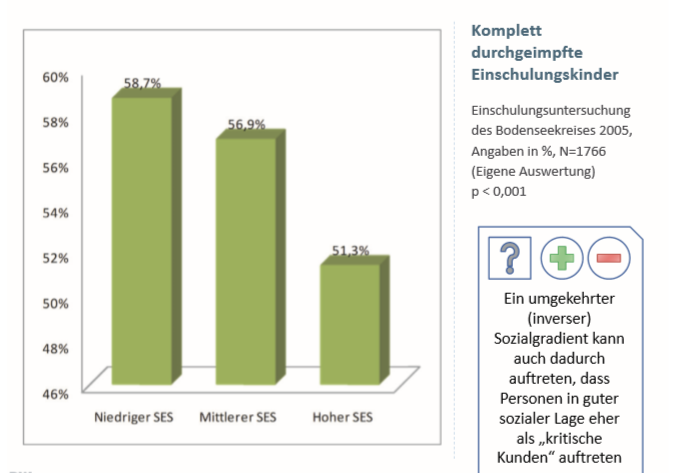 60%
58%
56%
54%
52%
50%
48%
46%
58,7%
56,9%
51,3%
Niedriger SES
Mittlerer SES
Hoher SES
Komplett
durchgeimpfte
Einschulungskinder
Einschulungsuntersuchung
des Bodenseekreises 2005,
Angaben in %, N=1766
(Eigene Auswertung)
p < 0,001
?
Ein umgekehrter
(inverser)
Sozialgradient kann
auch dadurch
auftreten, dass
Personen in guter
sozialer Lage eher
als „kritische
Kunden“ auftreten